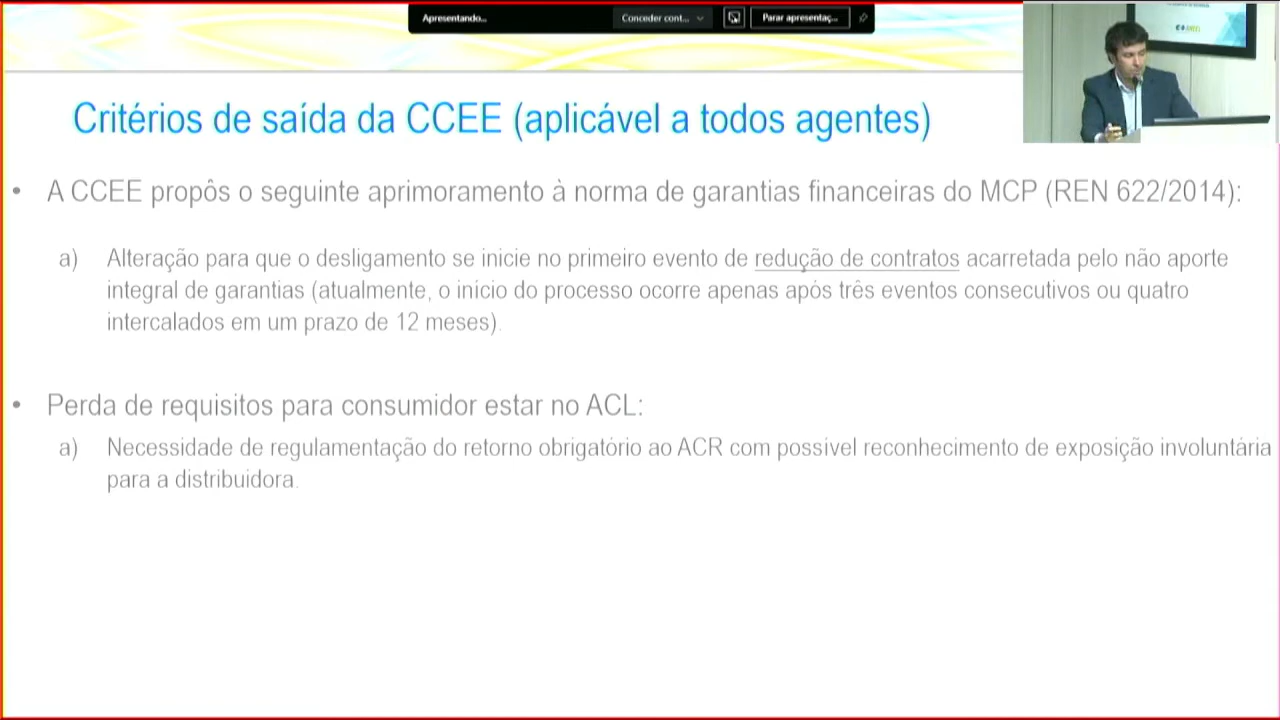 Apresentando...
Conceder cont...
Parar apresentaç...
Critérios de saída da CCEE (aplicável a todos agentes)
• A CCEE propôs o seguinte aprimoramento à norma de garantias financeiras do MCP (REN 622/2014):
a) Alteração para que o desligamento se inicie no primeiro evento de redução de contratos acarretada pelo não aporte
integral de garantias (atualmente, o início do processo ocorre apenas após três eventos consecutivos ou quatro
intercalados em um prazo de 12 meses).
• Perda de requisitos para consumidor estar no ACL:
a) Necessidade de regulamentação do retorno obrigatório ao ACR com possível reconhecimento de exposição involuntária
para a distribuidora.